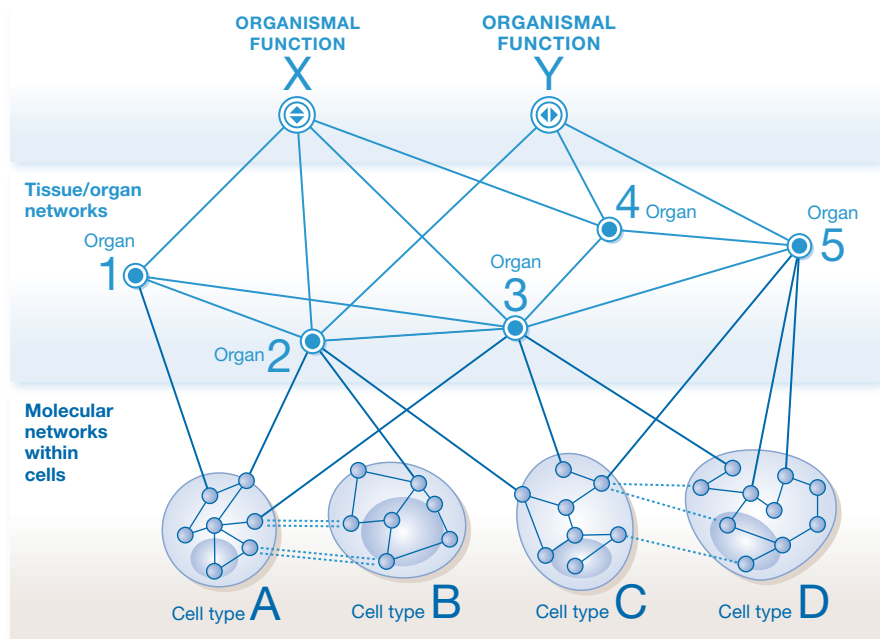 ORGANISMAL
FUNCTION
X
ORGANISMAL
FUNCTION
Y
Tissue/organ
networks
Organ
1
Organ 2
Organ
3
4 Organ
Organ
5
Molecular
networks
within
cells
Cell type A
Cell type B
Cell type C
Cell type D